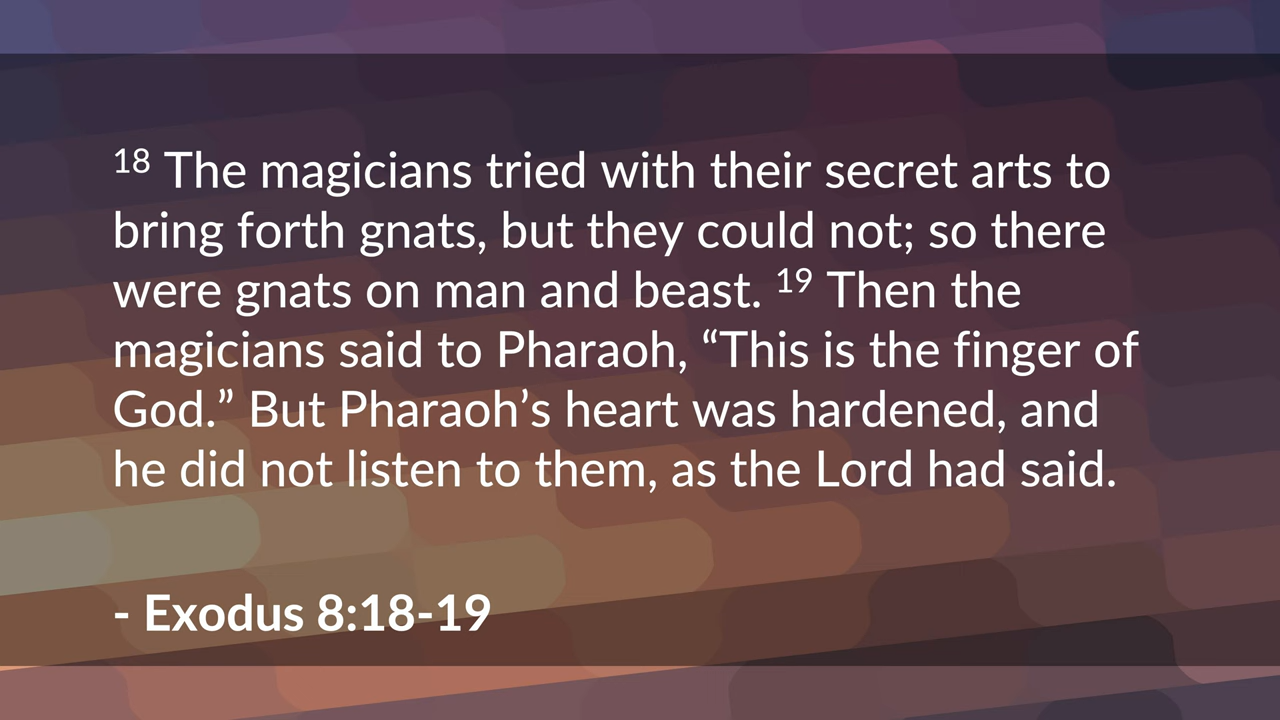 18 The magicians tried with their secret arts to
bring forth gnats, but they could not; so there
were gnats on man and beast. 19 Then the
magicians said to Pharaoh, “This is the finger of
God.” But Pharaoh’s heart was hardened, and
he did not listen to them, as the Lord had said.
- Exodus 8:18-19